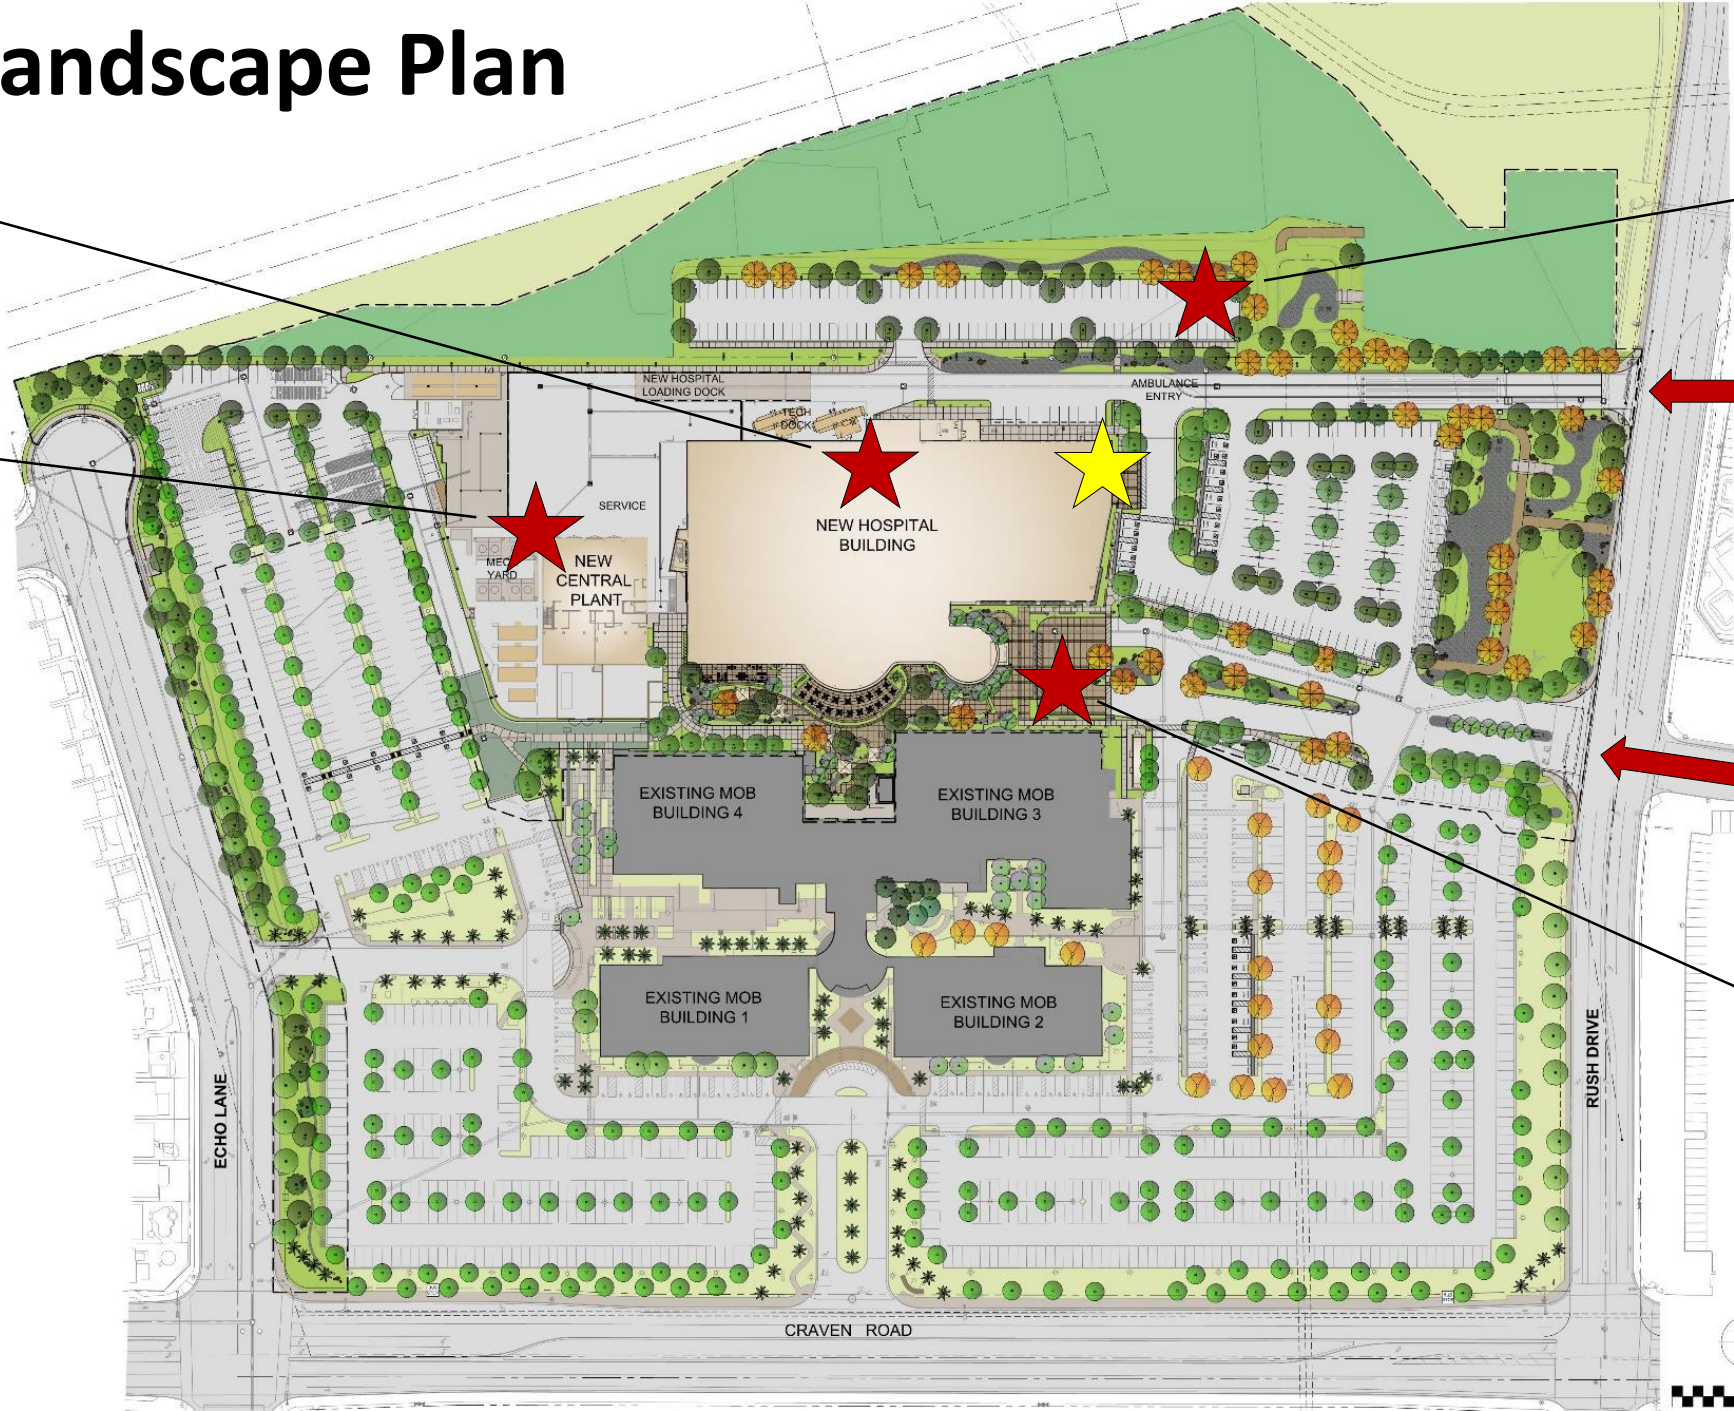 andscape Plan
NEW HOSPITAL
LOADING DOCK
AMBULANCE
ENTRY
TECH
DOCK
SERVICE
NEW HOSPITAL
BUILDING
YARD
NEW
CENTRAL
PLANT
EXISTING MOB
BUILDING 4
EXISTING MOB
BUILDING 3
EXISTING MOB
BUILDING 1
EXISTING MOB
BUILDING 2
ECHO LANE
RUSH DRIVE
CRAVEN ROAD